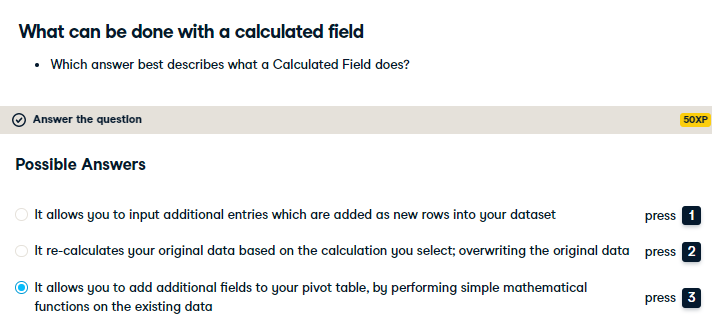 What can be done with a calculated field
• Which answer best describes what a Calculated Field does?
Answer the question
50XP
Possible Answers
It allows you to input additional entries which are added as new rows into your dataset press 1
It re-calculates your original data based on the calculation you select; overwriting the original data press 2
It allows you to add additional fields to your pivot table, by performing simple mathematical
functions on the existing data
press 3